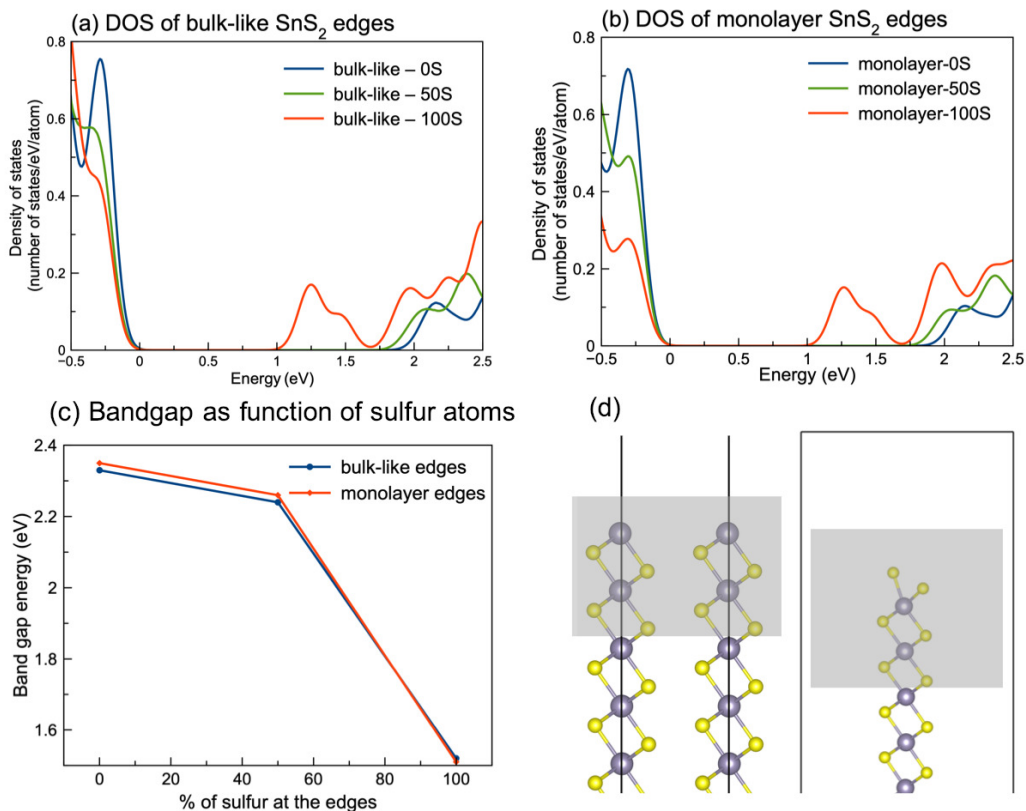 (a) DOS of bulk-like SnS₂ edges
bulk-like – 0S
bulk-like – 50S
bulk-like – 100S
Density of states
(number of states/eV/atom)
0.8
0.6
0.4
0.2
0
−0.5 0 0.5 1 1.5 2 2.5
Energy (eV)
(b) DOS of monolayer SnS₂ edges
monolayer-0S
monolayer-50S
monolayer-100S
Density of states
(number of states/eV/atom)
0.8
0.6
0.4
0.2
0
−0.5 0 0.5 1 1.5 2 2.5
Energy (eV)
(c) Bandgap as function of sulfur atoms
bulk-like edges
monolayer edges
Band gap energy (eV)
2.4
2.2
2
1.8
1.6
0 10 20 30 40 50 60 70 80 90 100
% of sulfur at the edges
(d)